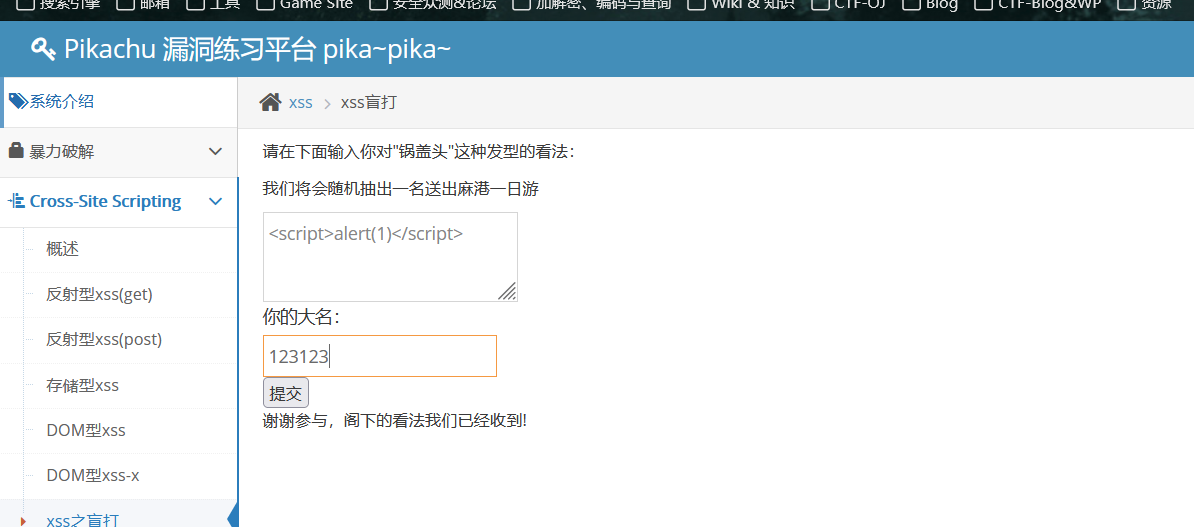 搜索引擎 邮箱 工具 Game Site 安全众测&论坛 加解密、编码与查询 Wiki & 知识 CTF-OJ Blog CTF-Blog&WP 资源
Pikachu 漏洞练习平台 pika~pika~
系统介绍
xss xss盲打
暴力破解
Cross-Site Scripting
概述
反射型xss(get)
反射型xss(post)
存储型xss
DOM型xss
DOM型xss-x
xss之盲打
请在下面输入你对"锅盖头"这种发型的看法：
我们将会随机抽出一名送出麻港一日游
<script>alert(1)</script>
你的大名：
123123
提交
谢谢参与，阁下的看法我们已经收到!